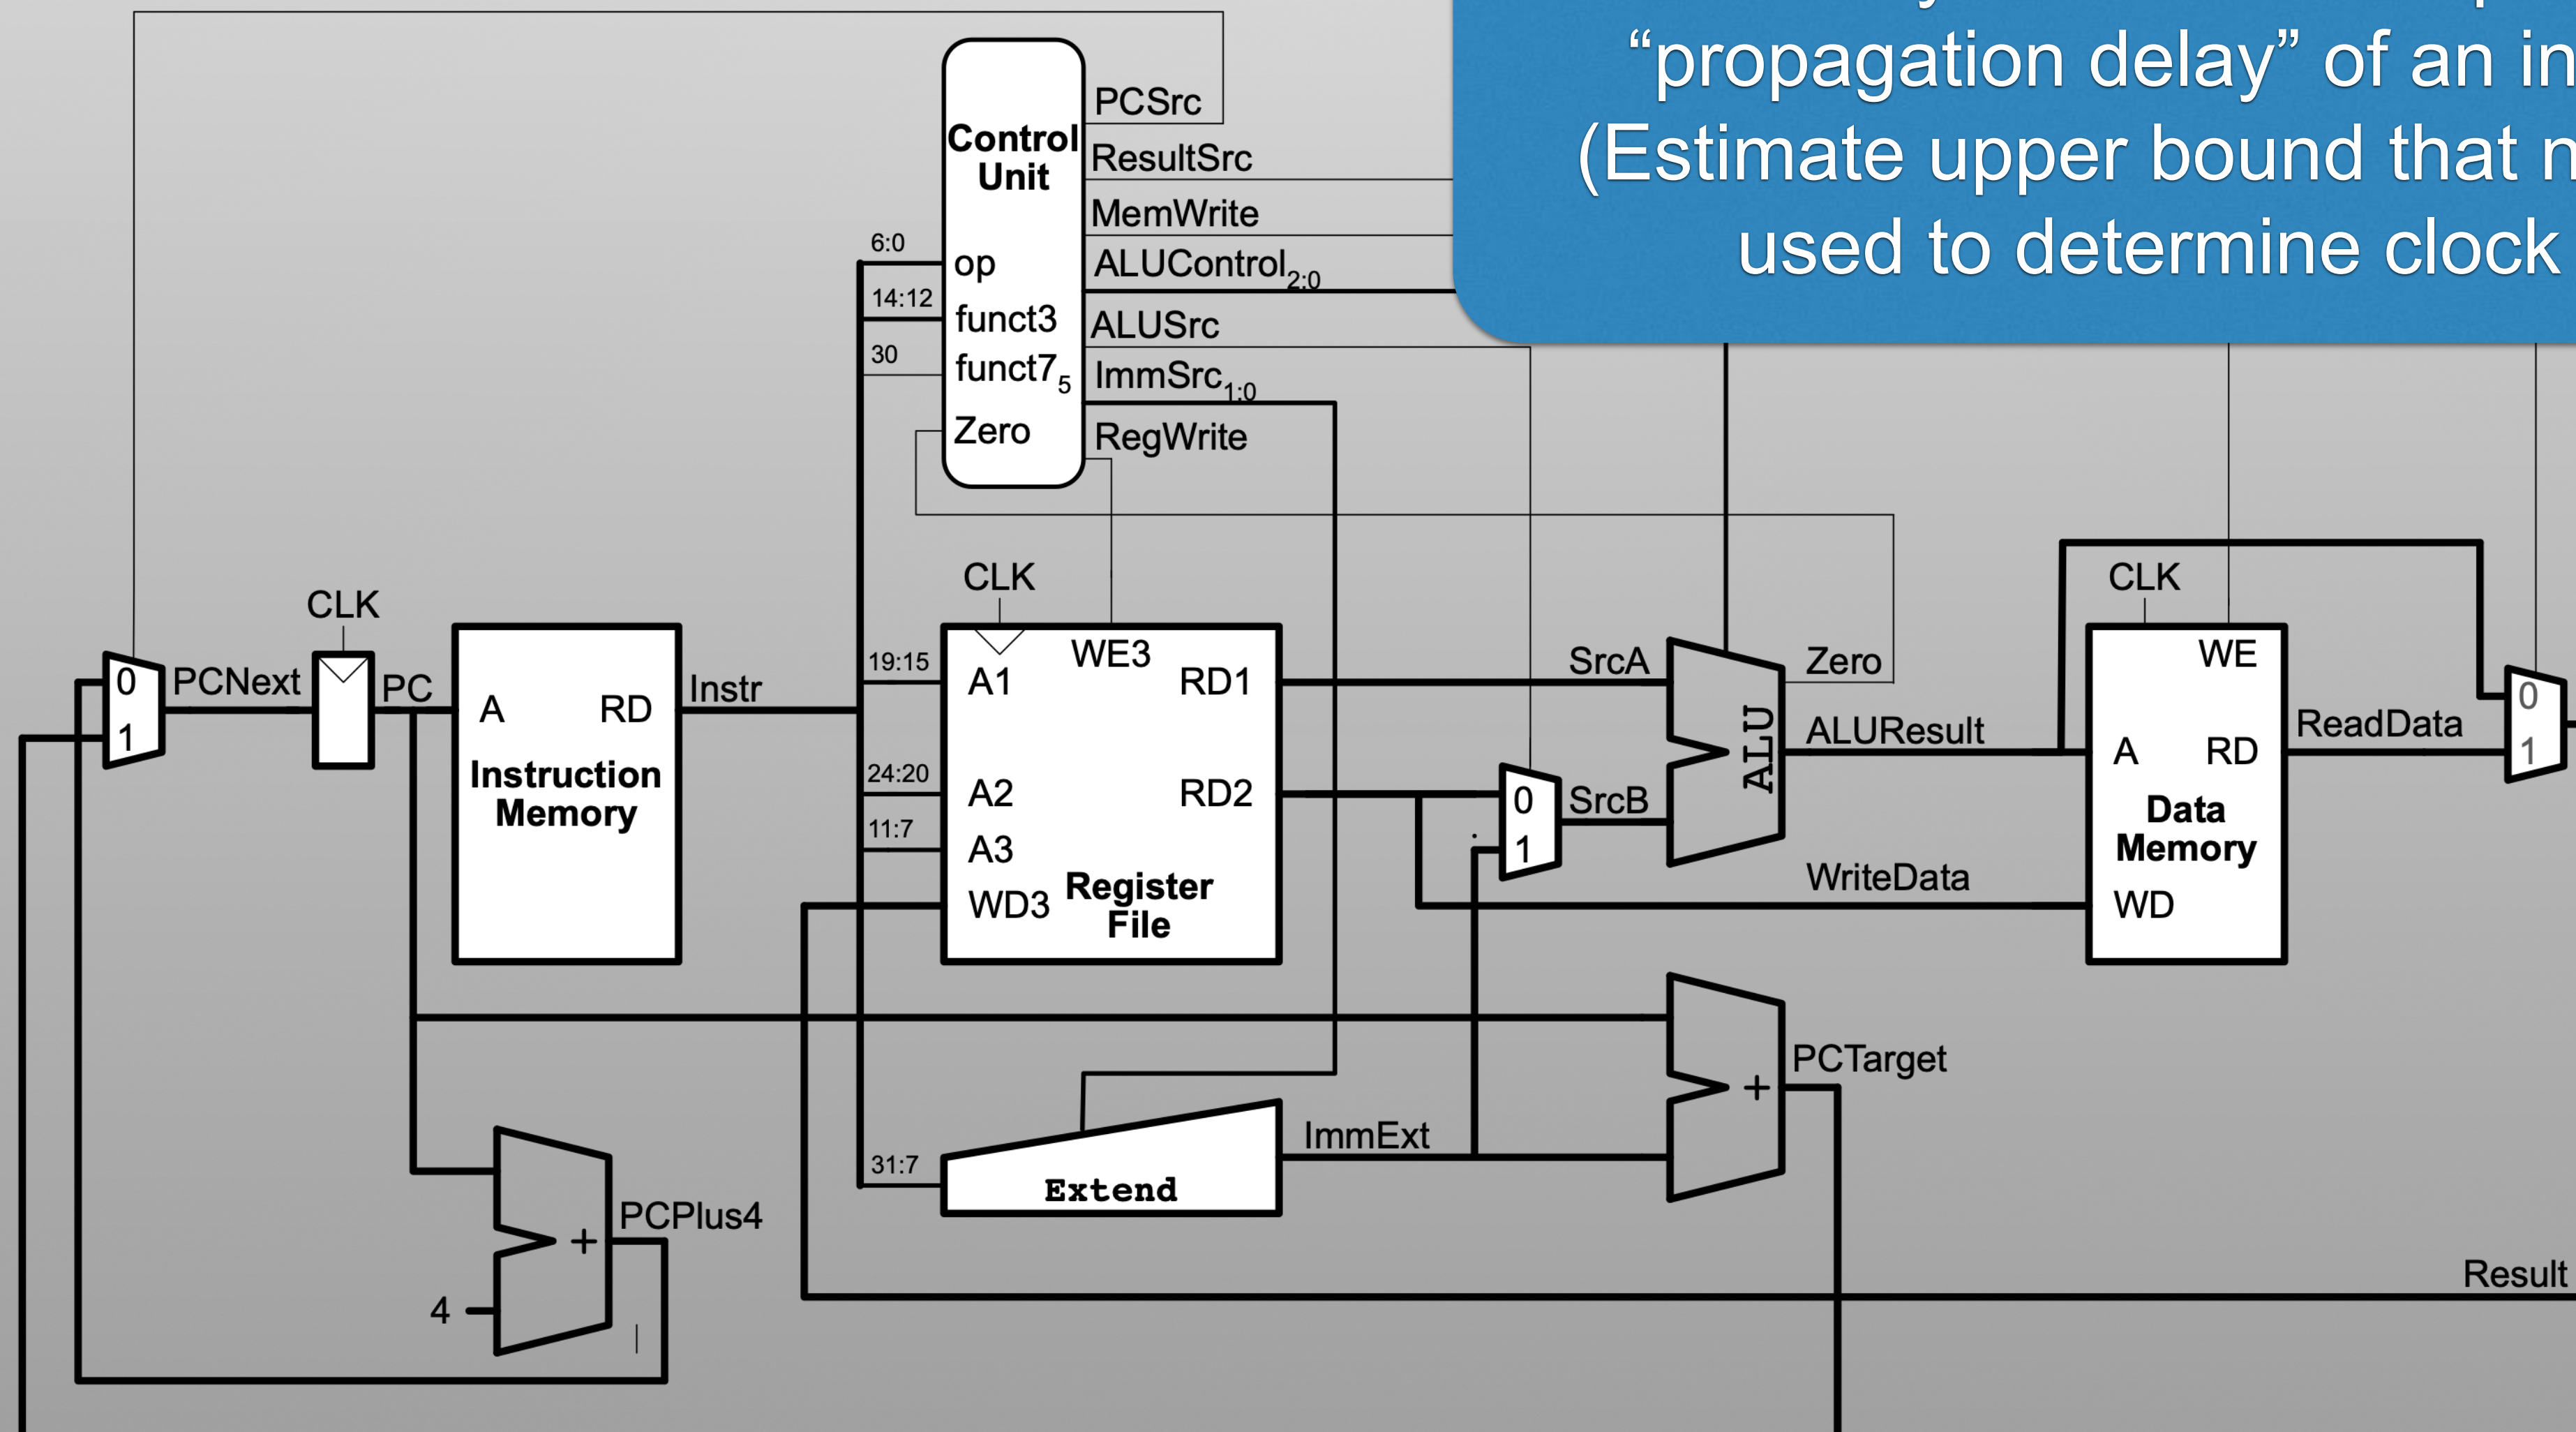 “propagation delay” of an in
(Estimate upper bound that n
used to determine clock
Control
Unit
PCSrc
ResultSrc
MemWrite
ALUControl2:0
ALUSrc
ImmSrc1:0
RegWrite
6:0
op
14:12
funct3
30
funct75
Zero
CLK
0
1
PCNext
PC
A
RD
Instruction
Memory
Instr
CLK
19:15
A1
WE3
RD1
24:20
A2
RD2
11:7
A3
WD3
Register
File
SrcA
0
1
SrcB
ALU
Zero
ALUResult
WriteData
CLK
WE
A
RD
Data
Memory
WD
ReadData
0
1
+
PCTarget
31:7
Extend
ImmExt
+
PCPlus4
4
Result